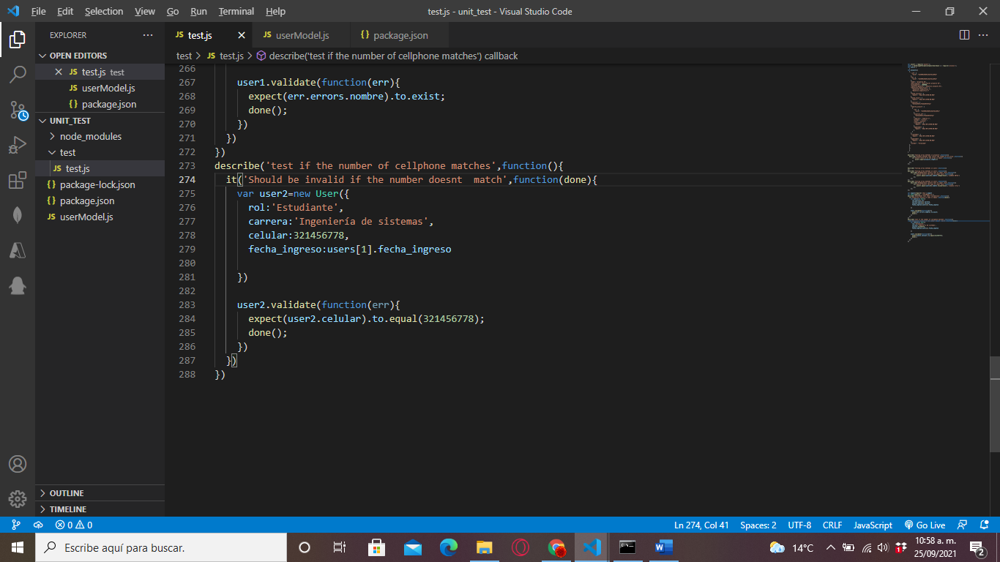 File Edit Selection View Go Run Terminal Help
test.js - unit_test - Visual Studio Code
EXPLORER
OPEN EDITORS
JS test.js test
JS userModel.js
{} package.json
UNIT_TEST
node_modules
test
JS test.js
{} package-lock.json
{} package.json
JS userModel.js
OUTLINE
TIMELINE
JS test.js
JS userModel.js
{} package.json
test > JS test.js > describe('test if the number of cellphone matches') callback
266
267 user1.validate(function(err){
268 expect(err.errors.nombre).to.exist;
269 done();
270 })
271 })
272 })
273 describe('test if the number of cellphone matches',function(){
274 it('Should be invalid if the number doesnt  match',function(done){
275 var user2=new User({
276 rol:'Estudiante',
277 carrera:'Ingeniería de sistemas',
278 celular:321456778,
279 fecha_ingreso:users[1].fecha_ingreso
280
281 })
282
283 user2.validate(function(err){
284 expect(user2.celular).to.equal(321456778);
285 done();
286 })
287 })
288 })
0 0
Ln 274, Col 41 Spaces: 2 UTF-8 CRLF JavaScript Go Live
Escribe aquí para buscar.
14°C
10:58 a. m.
25/09/2021
2